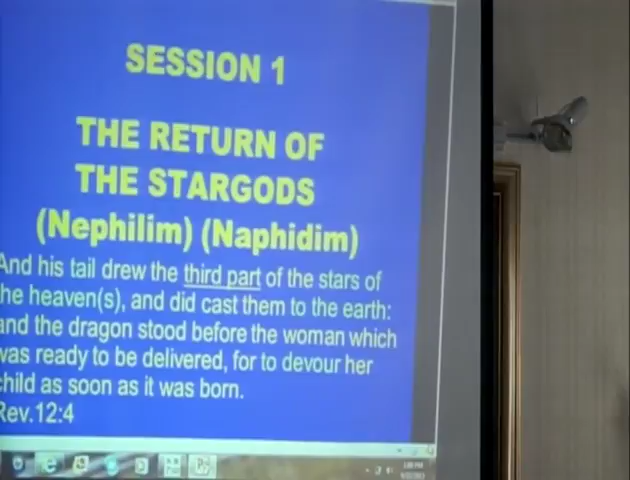 SESSION 1
THE RETURN OF
THE STARGODS
(Nephilim) (Naphidim)
And his tail drew the third part of the stars of
the heaven(s), and did cast them to the earth:
and the dragon stood before the woman which
was ready to be delivered, for to devour her
child as soon as it was born.
Rev.12:4